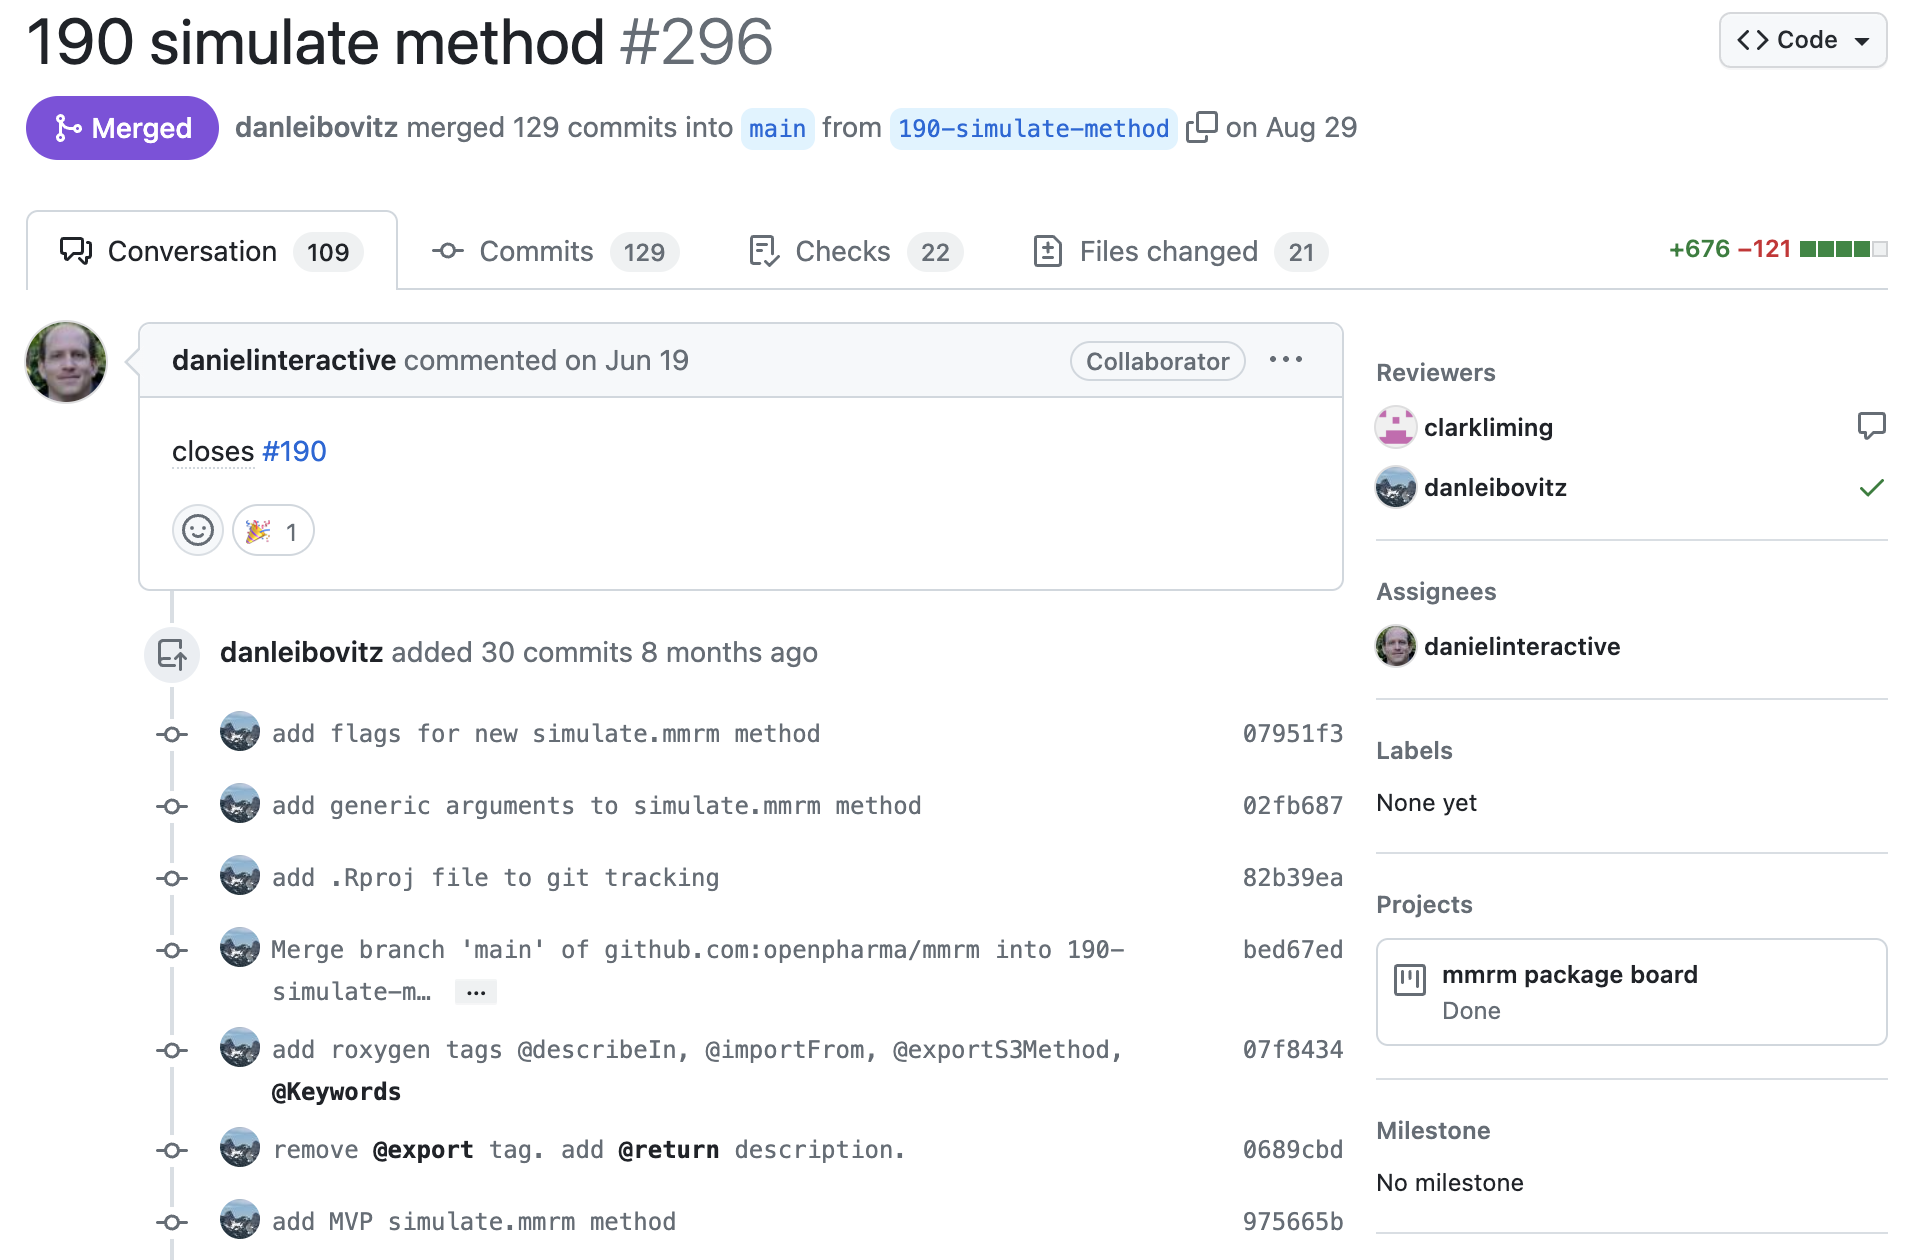 190 simulate method #296
Code
Merged
danleibovitz merged 129 commits into main from 190-simulate-method on Aug 29
Conversation 109
Commits 129
Checks 22
Files changed 21
+676 −121
danielinteractive commented on Jun 19
Collaborator
closes #190
1
Reviewers
clarkliming
danleibovitz
Assignees
danielinteractive
Labels
None yet
Projects
mmrm package board
Done
Milestone
No milestone
danleibovitz added 30 commits 8 months ago
add flags for new simulate.mmrm method 07951f3
add generic arguments to simulate.mmrm method 02fb687
add .Rproj file to git tracking 82b39ea
Merge branch 'main' of github.com:openpharma/mmrm into 190- bed67ed
simulate-m… …
add roxygen tags @describeIn, @importFrom, @exportS3Method, 07f8434
@Keywords
remove @export tag. add @return description. 0689cbd
add MVP simulate.mmrm method 975665b